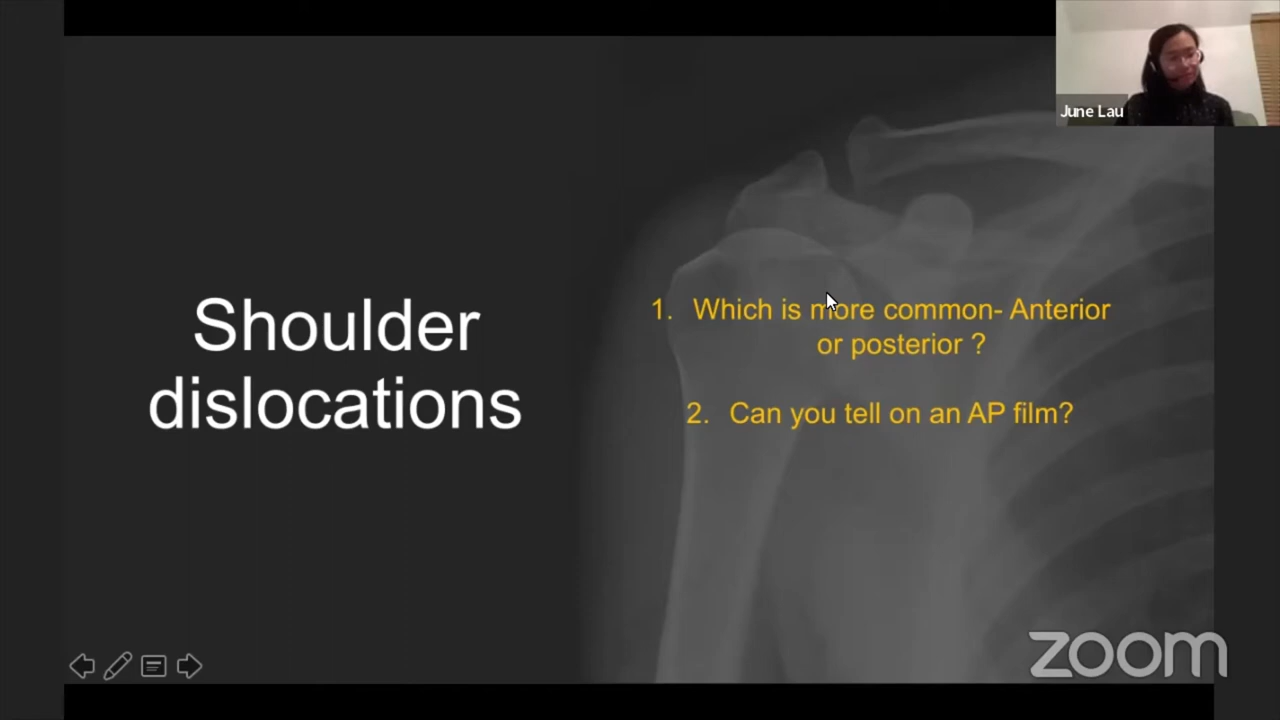 June Lau
Shoulder
dislocations
1. Which is more common- Anterior
or posterior ?
2. Can you tell on an AP film?
zoom